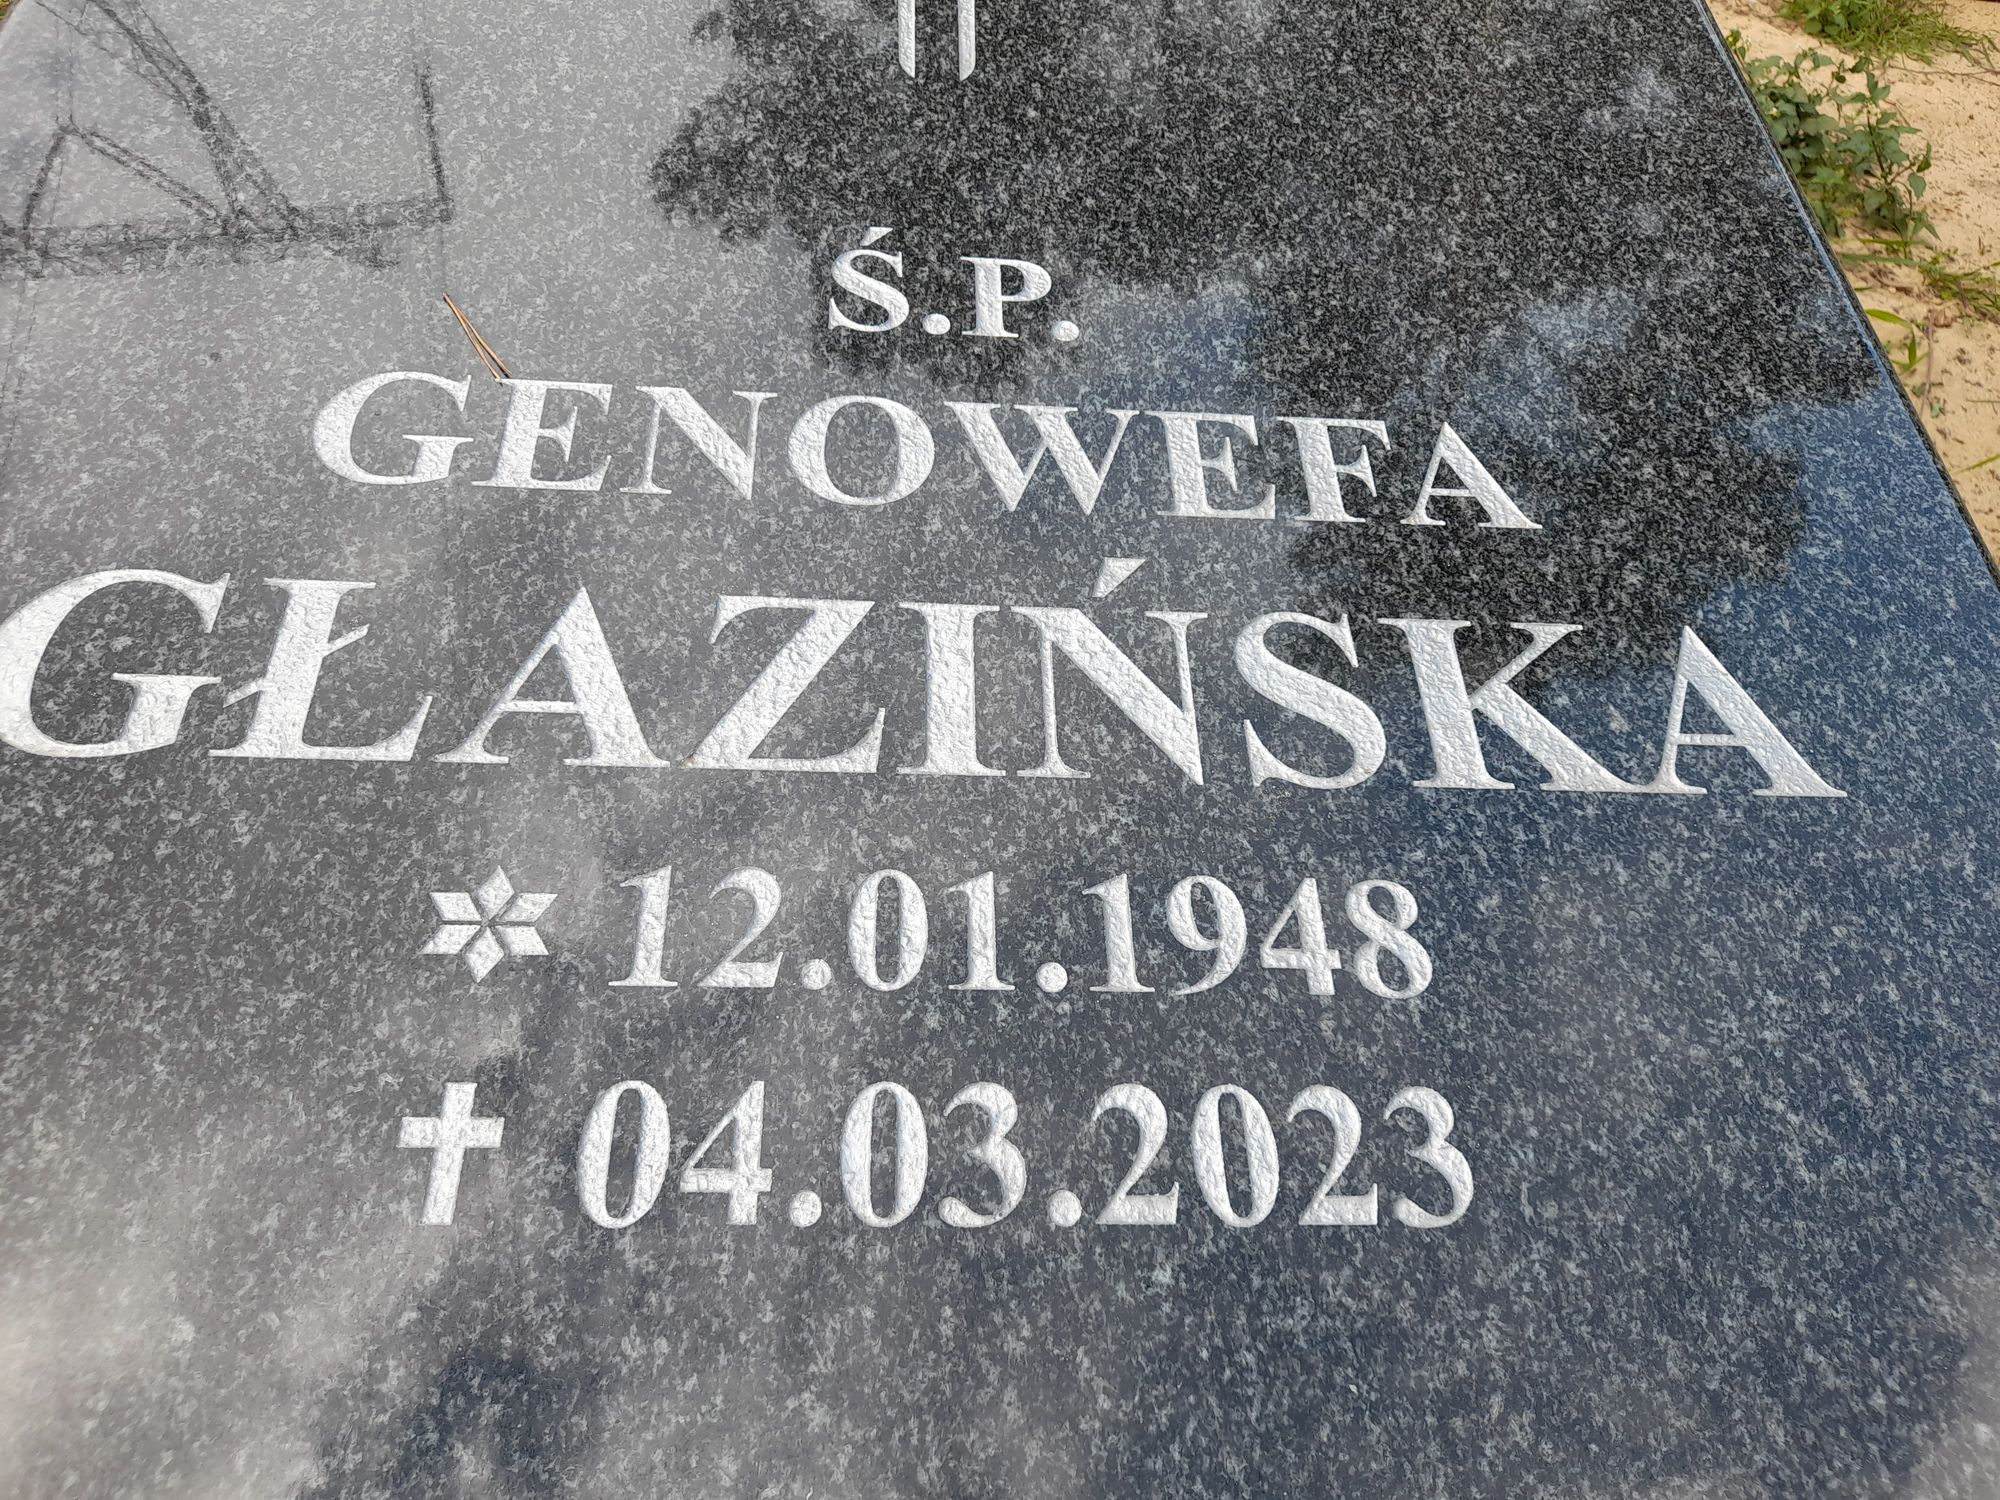 Ś.P.
GENOWEFA
GŁAZIŃSKA
12.01.1948
04.03.2023